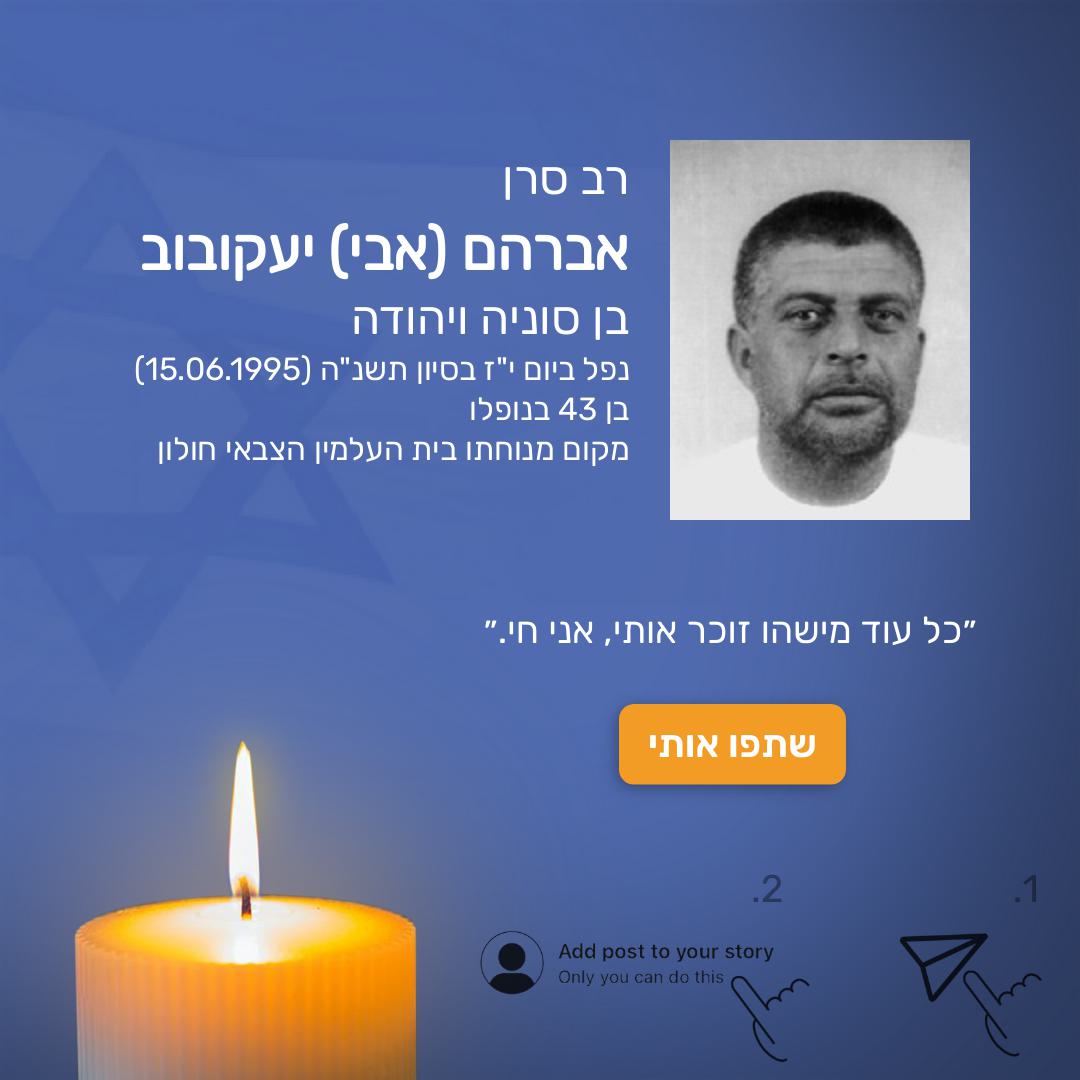 רב סרן
אברהם (אבי) יעקובוב
בן סוניה ויהודה
נפל ביום י"ז בסיון תשנ"ה (15.06.1995)
בן 43 בנופלו
מקום מנוחתו בית העלמין הצבאי חולון
״כל עוד מישהו זוכר אותי, אני חי.״
שתפו אותי
.1
.2
Add post to your story
Only you can do this